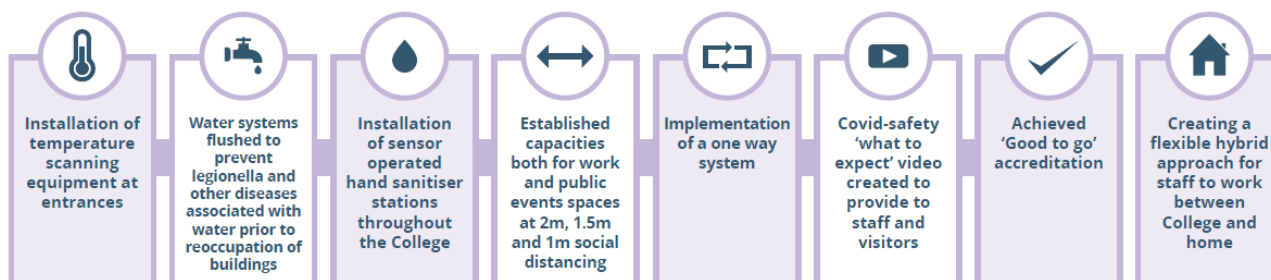 Installation of
temperature
scanning
equipment at
entrances
Water systems
flushed to
prevent
legionella and
other diseases
associated with
water prior to
reoccupation of
buildings
Installation
of sensor
operated
hand sanitiser
stations
throughout
the College
Established
capacities
both for work
and public
events spaces
at 2m, 1.5m
and 1m social
distancing
Implementation
of a one way
system
Covid-safety
‘what to
expect’ video
created to
provide to
staff and
visitors
Achieved
‘Good to go’
accreditation
Creating a
flexible hybrid
approach for
staff to work
between
College and
home